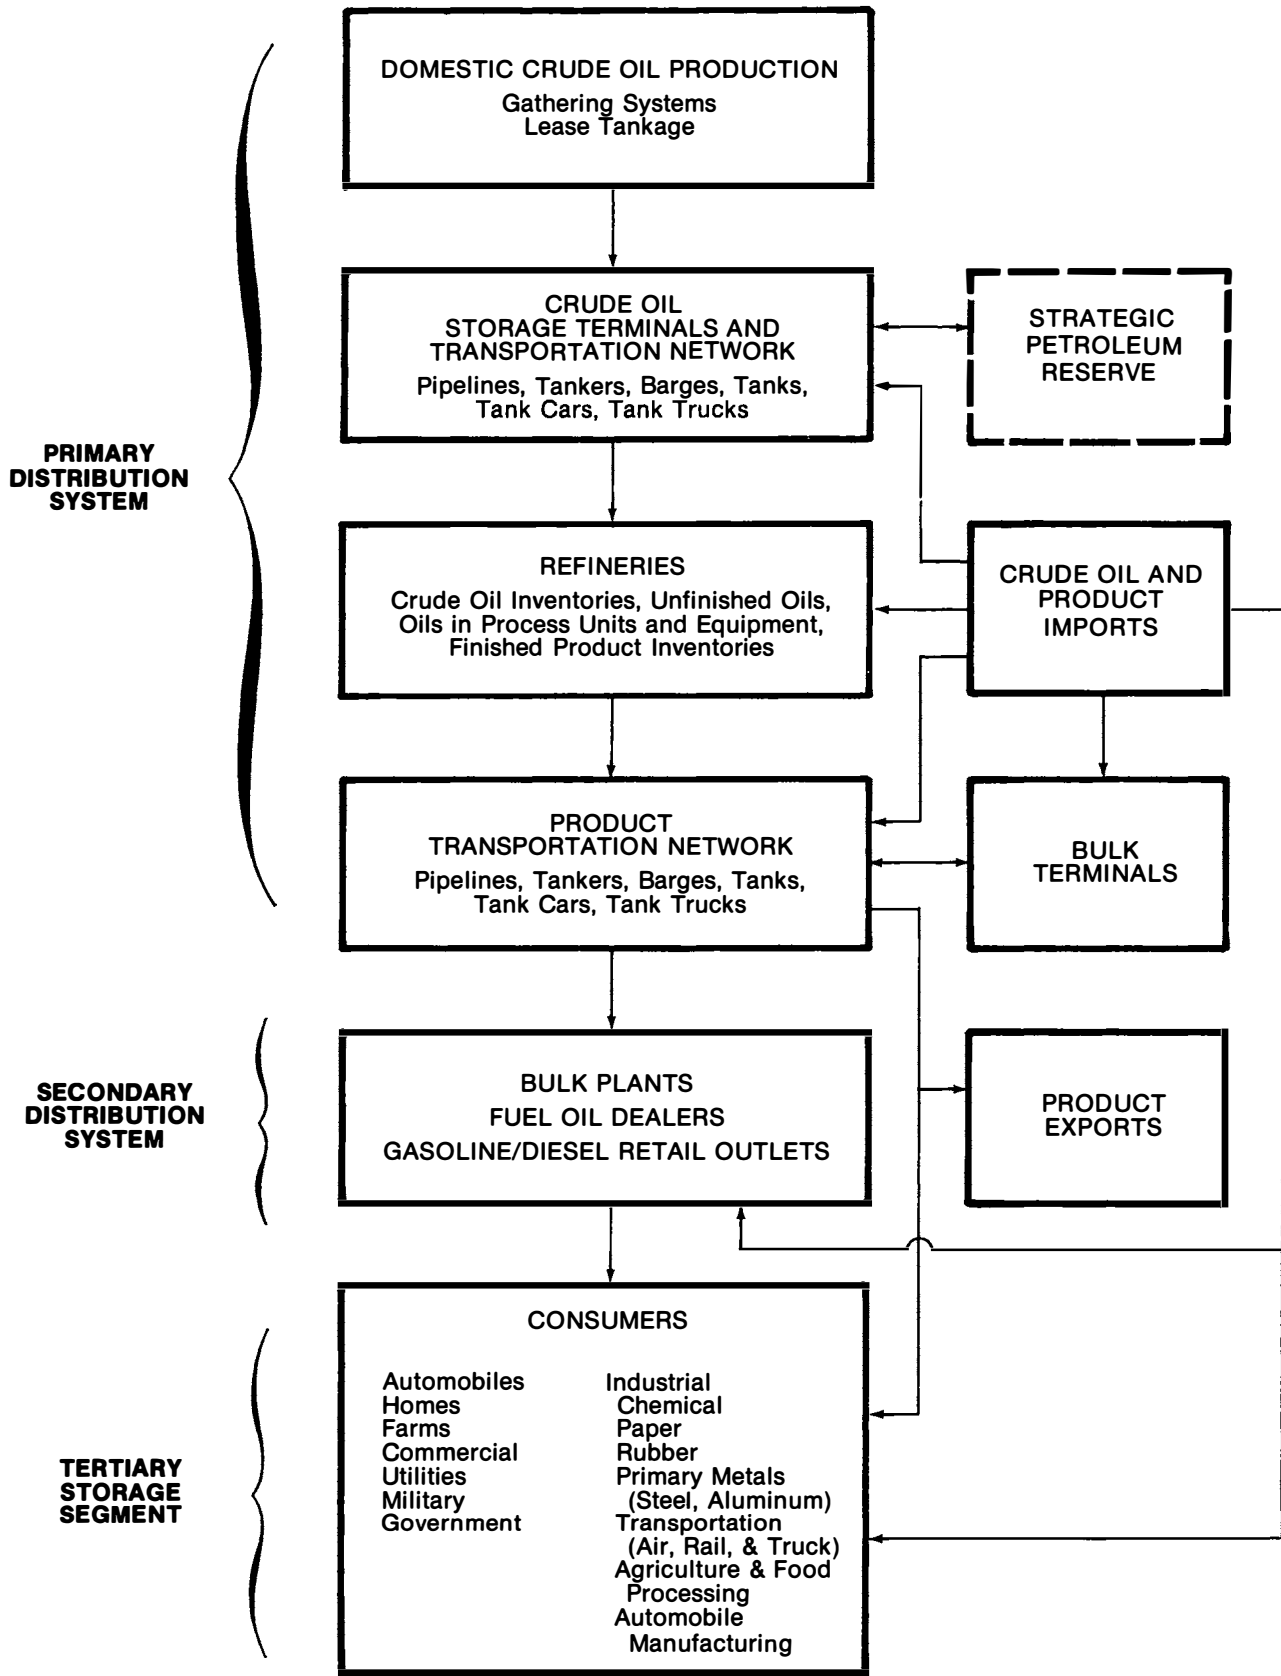 DOMESTIC CRUDE OIL PRODUCTION
Gathering Systems
Lease Tankage
CRUDE OIL
STORAGE TERMINALS AND
TRANSPORTATION NETWORK
Pipelines, Tankers, Barges, Tanks,
Tank Cars, Tank Trucks
STRATEGIC
PETROLEUM
RESERVE
PRIMARY
DISTRIBUTION
SYSTEM
REFINERIES
Crude Oil Inventories, Unfinished Oils,
Oils in Process Units and Equipment,
Finished Product Inventories
CRUDE OIL AND
PRODUCT
IMPORTS
PRODUCT
TRANSPORTATION NETWORK
Pipelines, Tankers, Barges, Tanks,
Tank Cars, Tank Trucks
BULK
TERMINALS
SECONDARY
DISTRIBUTION
SYSTEM
BULK PLANTS
FUEL OIL DEALERS
GASOLINE/DIESEL RETAIL OUTLETS
PRODUCT
EXPORTS
TERTIARY
STORAGE
SEGMENT
CONSUMERS
Automobiles
Homes
Farms
Commercial
Utilities
Military
Government
Industrial
Chemical
Paper
Rubber
Primary Metals
(Steel, Aluminum)
Transportation
(Air, Rail, & Truck)
Agriculture & Food
Processing
Automobile
Manufacturing